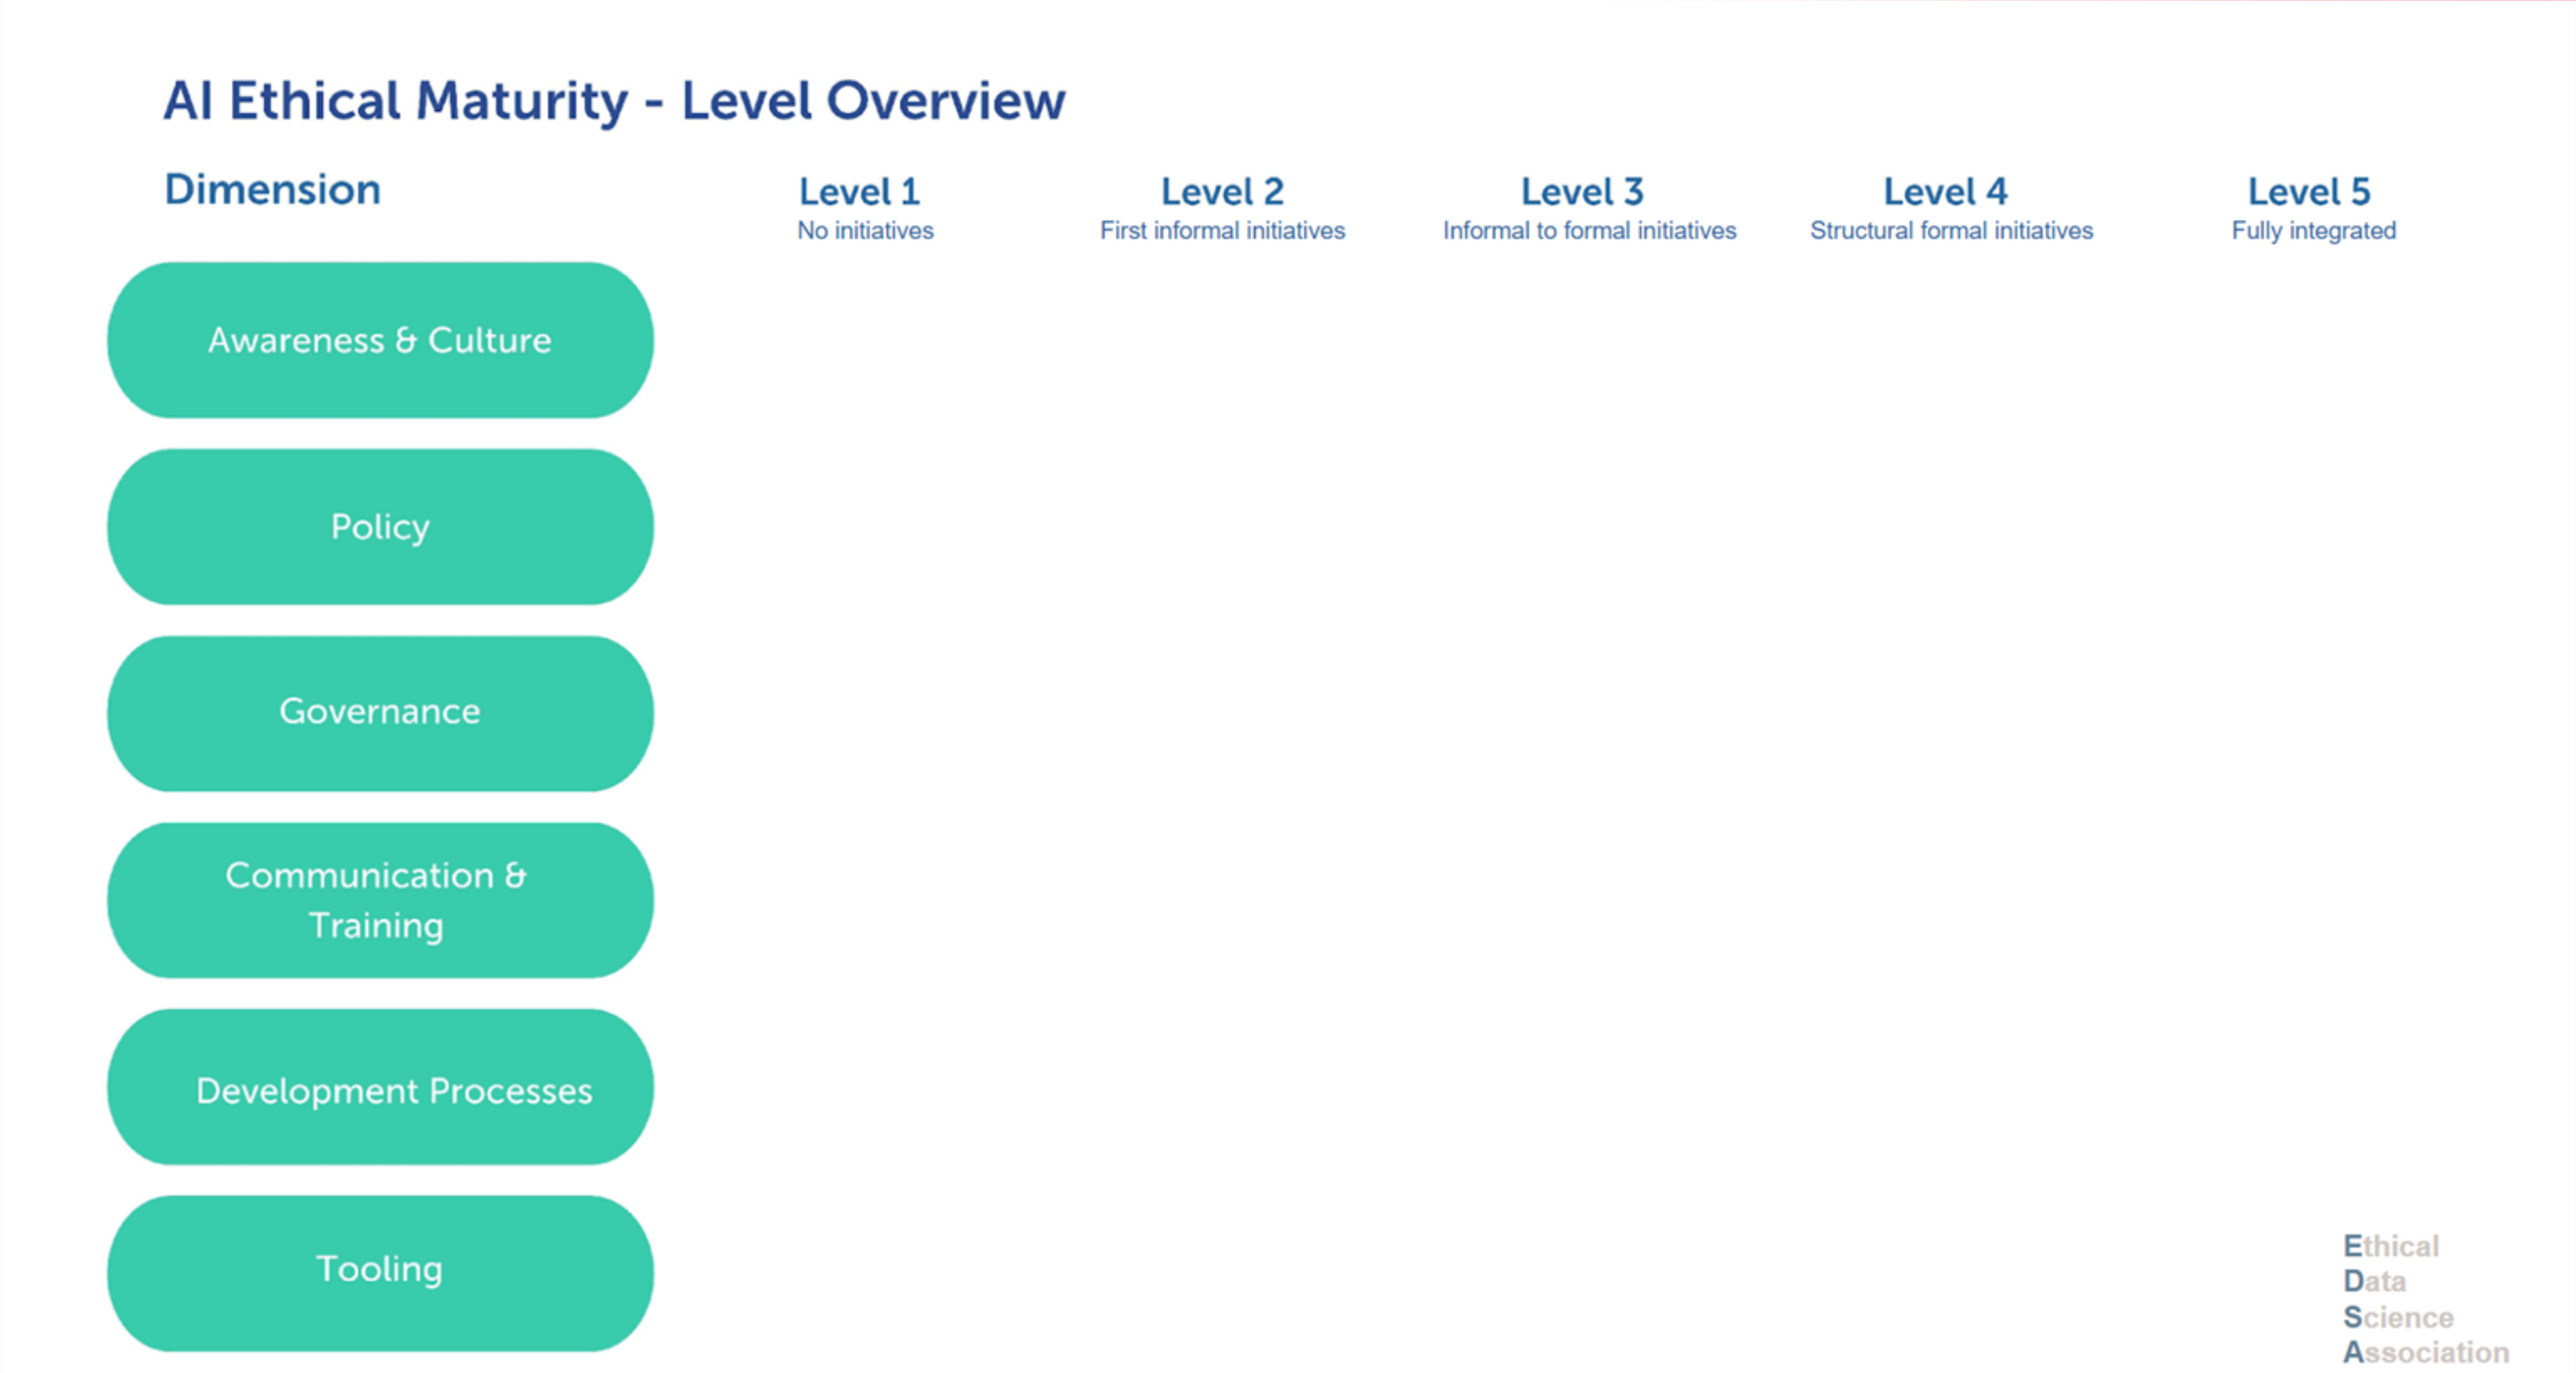 AI Ethical Maturity - Level Overview
Dimension
Level 1
No initiatives
Level 2
First informal initiatives
Level 3
Informal to formal initiatives
Level 4
Structural formal initiatives
Level 5
Fully integrated
Awareness & Culture
Policy
Governance
Communication &
Training
Development Processes
Tooling
Ethical
Data
Science
Association